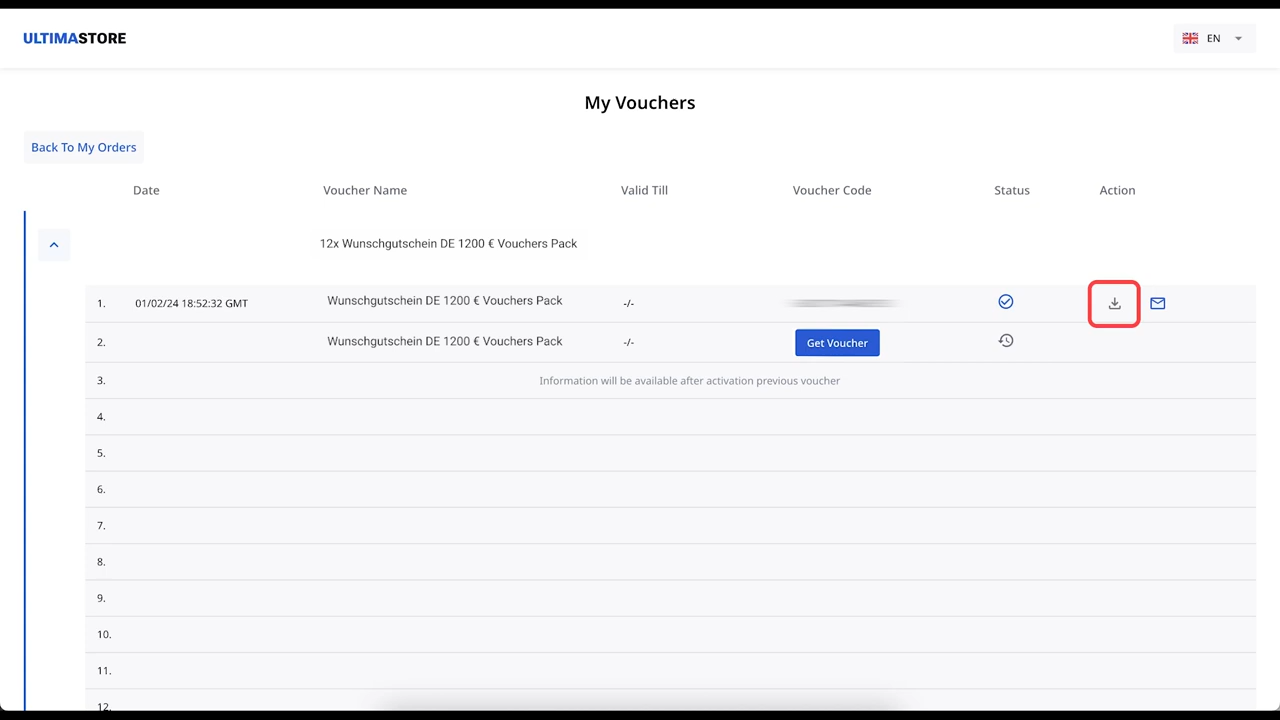 ULTIMASTORE
EN
My Vouchers
Back To My Orders
Date Voucher Name Valid Till Voucher Code Status Action
12x Wunschgutschein DE 1200 € Vouchers Pack
1. 01/02/24 18:52:32 GMT Wunschgutschein DE 1200 € Vouchers Pack -/-
2. Wunschgutschein DE 1200 € Vouchers Pack -/- Get Voucher
3. Information will be available after activation previous voucher
4.
5.
6.
7.
8.
9.
10.
11.
12.